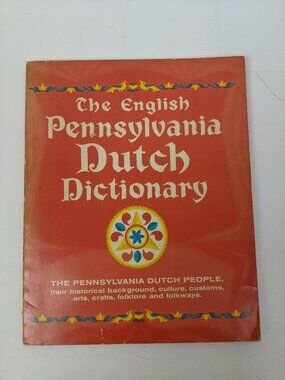 The English
Pennsylvania
Dutch
Dictionary
THE PENNSYLVANIA DUTCH PEOPLE,
their historical background, culture, customs,
arts, crafts, folklore and folkways.